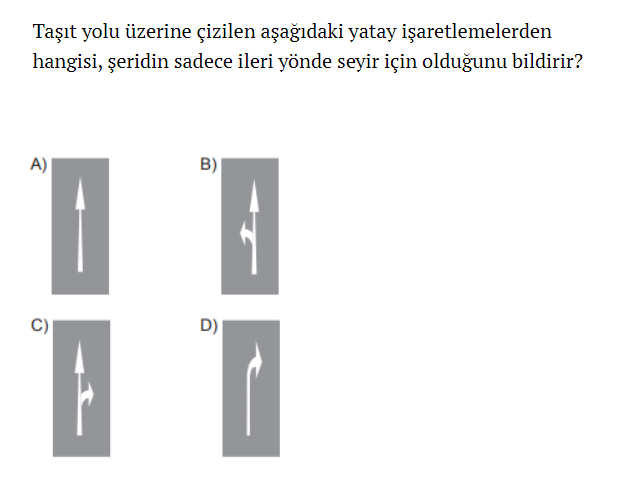 Taşıt yolu üzerine çizilen aşağıdaki yatay işaretlemelerden
hangisi, şeridin sadece ileri yönde seyir için olduğunu bildirir?
A)
B)
C)
D)